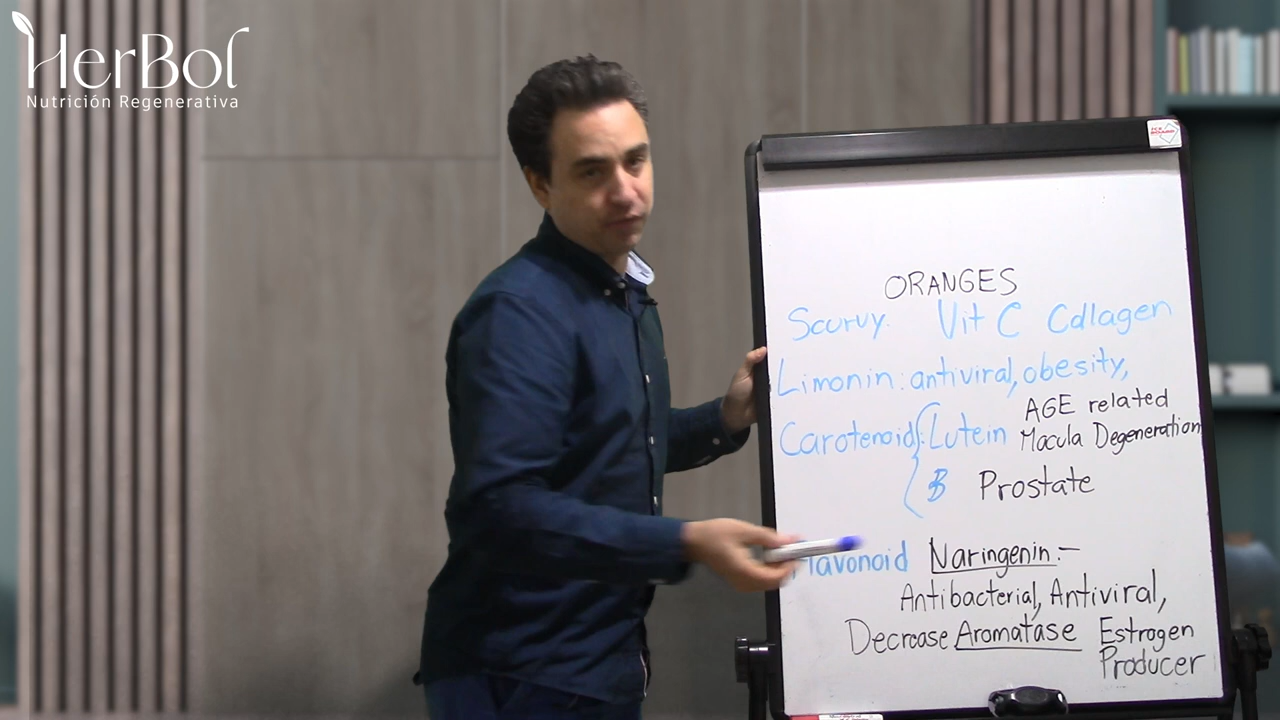 HerBol
Nutrición Regenerativa
ORANGES
Scurvy. Vit C Collagen
Limonin: antiviral, obesity,
Carotenoid: Lutein AGE related
Macula Degeneration
B Prostate
Flavonoid Naringenin:-
Antibacterial, Antiviral,
Decrease Aromatase Estrogen
Producer